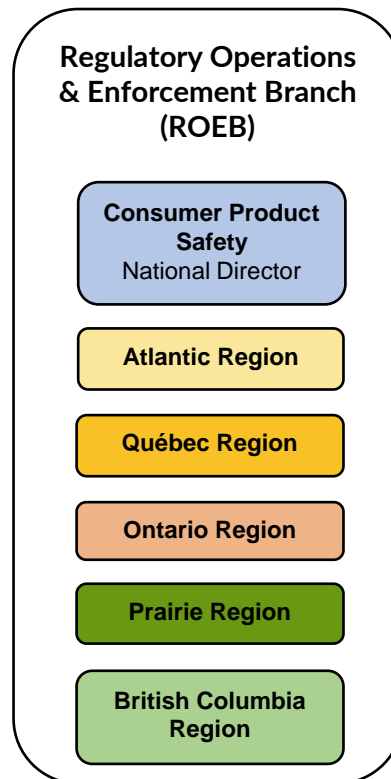 Regulatory Operations
& Enforcement Branch
(ROEB)
Consumer Product
Safety
National Director
Atlantic Region
Québec Region
Ontario Region
Prairie Region
British Columbia
Region